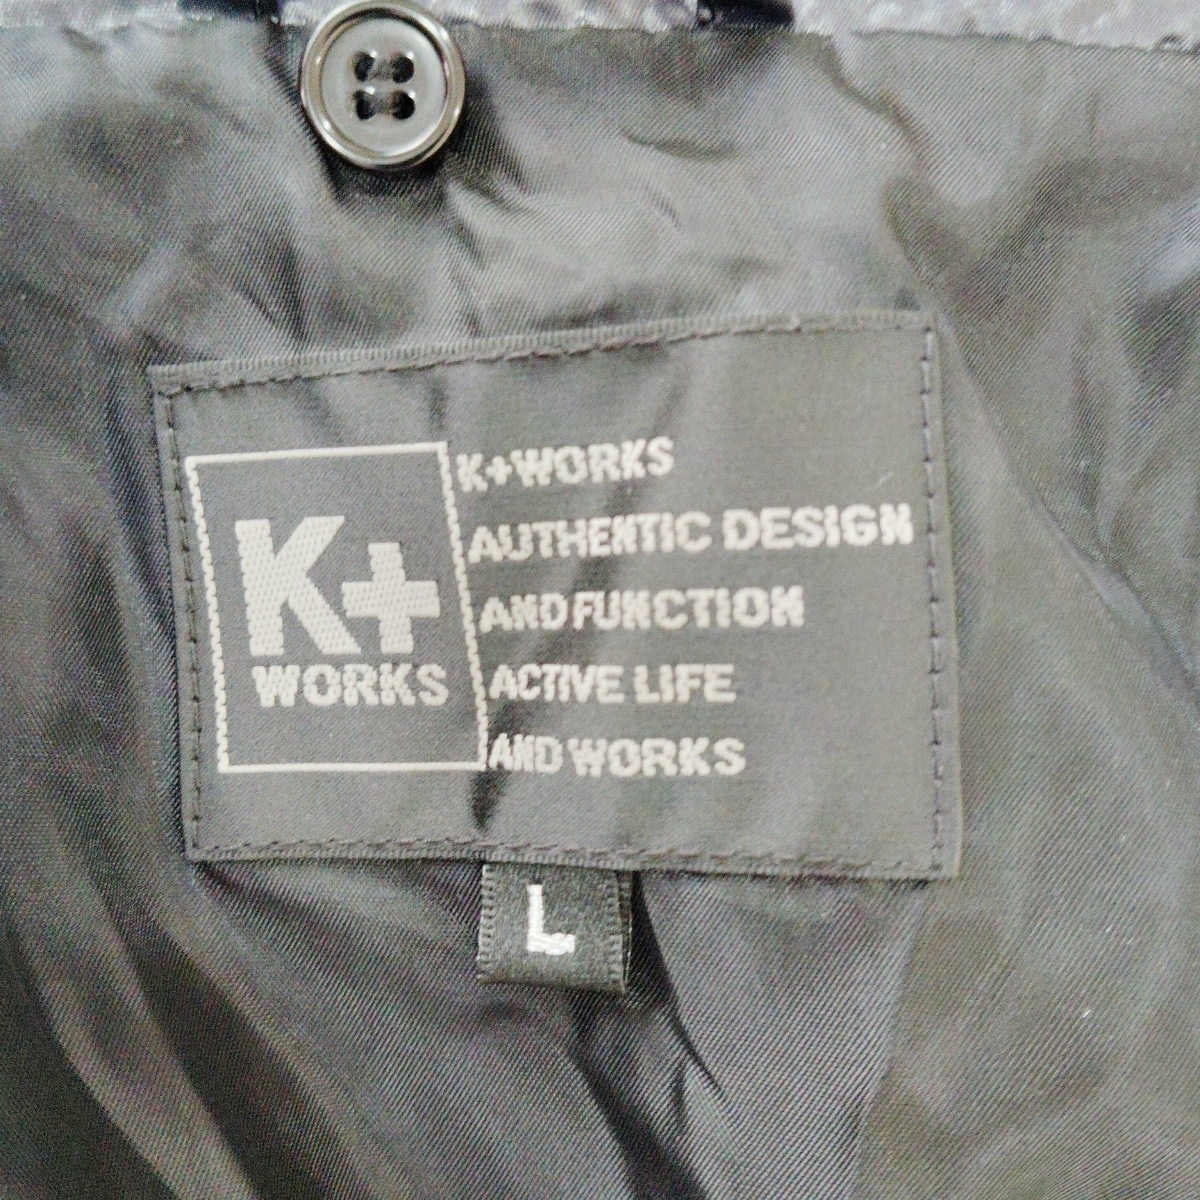 K+
WORKS
K+WORKS
AUTHENTIC DESIGN
AND FUNCTION
ACTIVE LIFE
AND WORKS
L